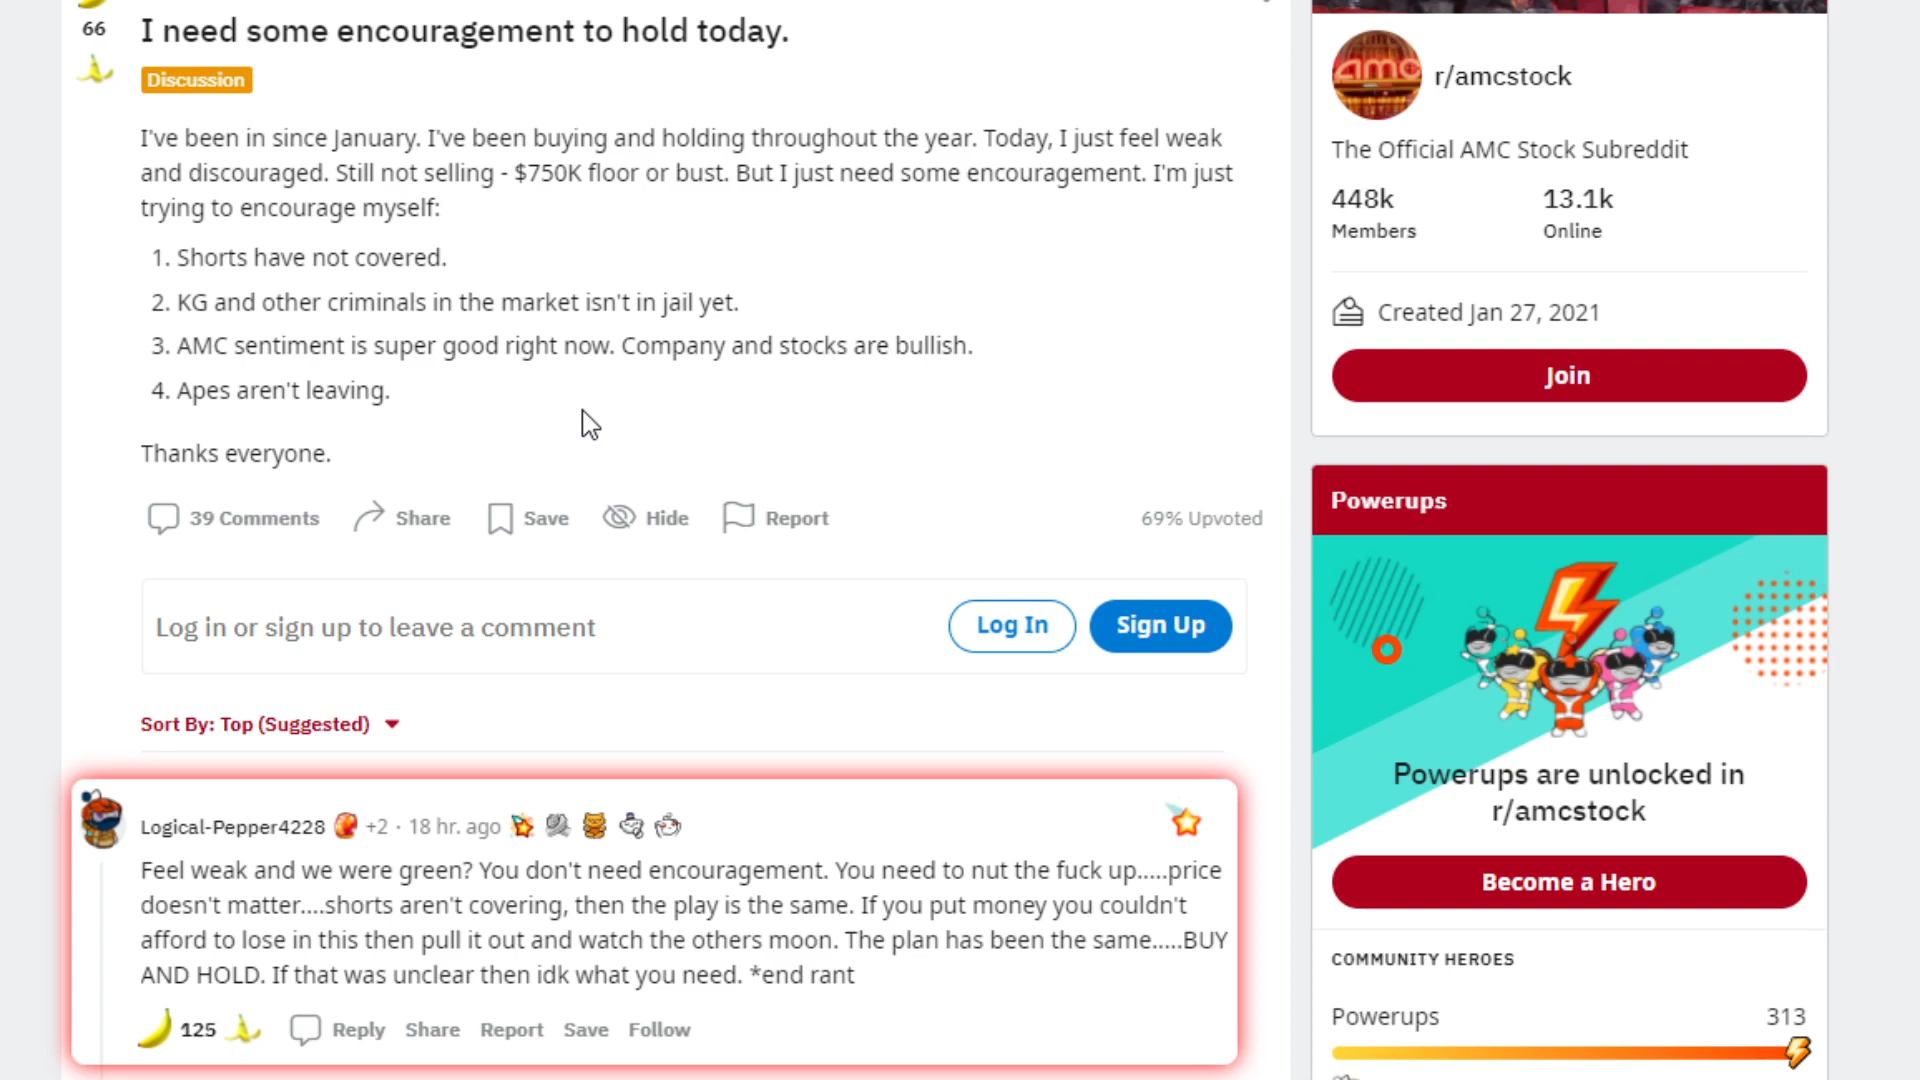 66
I need some encouragement to hold today.
Discussion
I've been in since January. I've been buying and holding throughout the year. Today, I just feel weak
and discouraged. Still not selling - $750K floor or bust. But I just need some encouragement. I'm just
trying to encourage myself:
1. Shorts have not covered.
2. KG and other criminals in the market isn't in jail yet.
3. AMC sentiment is super good right now. Company and stocks are bullish.
4. Apes aren't leaving.
Thanks everyone.
39 Comments Share Save Hide Report 69% Upvoted
Log in or sign up to leave a comment Log In Sign Up
Sort By: Top (Suggested)
Logical-Pepper4228 +2 · 18 hr. ago
Feel weak and we were green? You don't need encouragement. You need to nut the fuck up.....price
doesn't matter....shorts aren't covering, then the play is the same. If you put money you couldn't
afford to lose in this then pull it out and watch the others moon. The plan has been the same.....BUY
AND HOLD. If that was unclear then idk what you need. *end rant
125 Reply Share Report Save Follow
amc r/amcstock
The Official AMC Stock Subreddit
448k 13.1k
Members Online
Created Jan 27, 2021
Join
Powerups
Powerups are unlocked in
r/amcstock
Become a Hero
COMMUNITY HEROES
Powerups 313